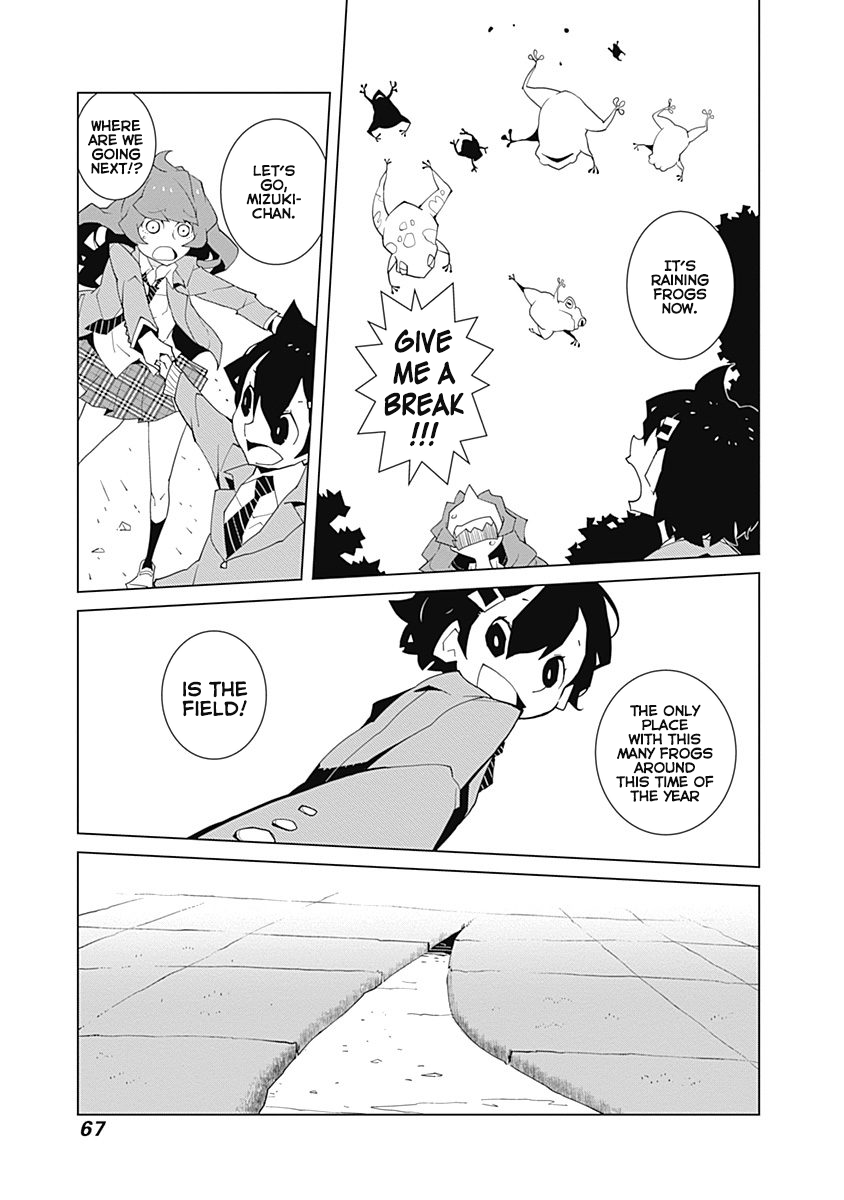 IT'S
RAINING
FROGS
NOW.
GIVE
ME A
BREAK
!!!
LET'S
GO,
MIZUKI-
CHAN.
WHERE
ARE WE
GOING
NEXT!?
THE ONLY
PLACE
WITH THIS
MANY FROGS
AROUND
THIS TIME OF
THE YEAR
IS THE
FIELD!
67